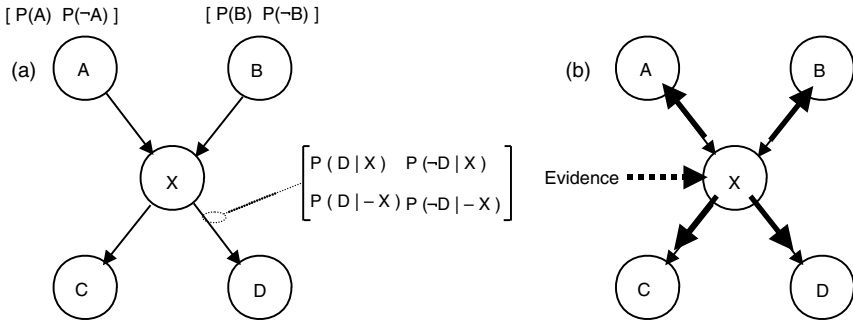 [ P(A) P(¬A) ]
[ P(B) P(¬B) ]
(a)
A
B
X
P ( D | X ) P(¬D | X )
P ( D | – X ) P(¬D | – X )
C
D
(b)
A
B
Evidence
X
C
D